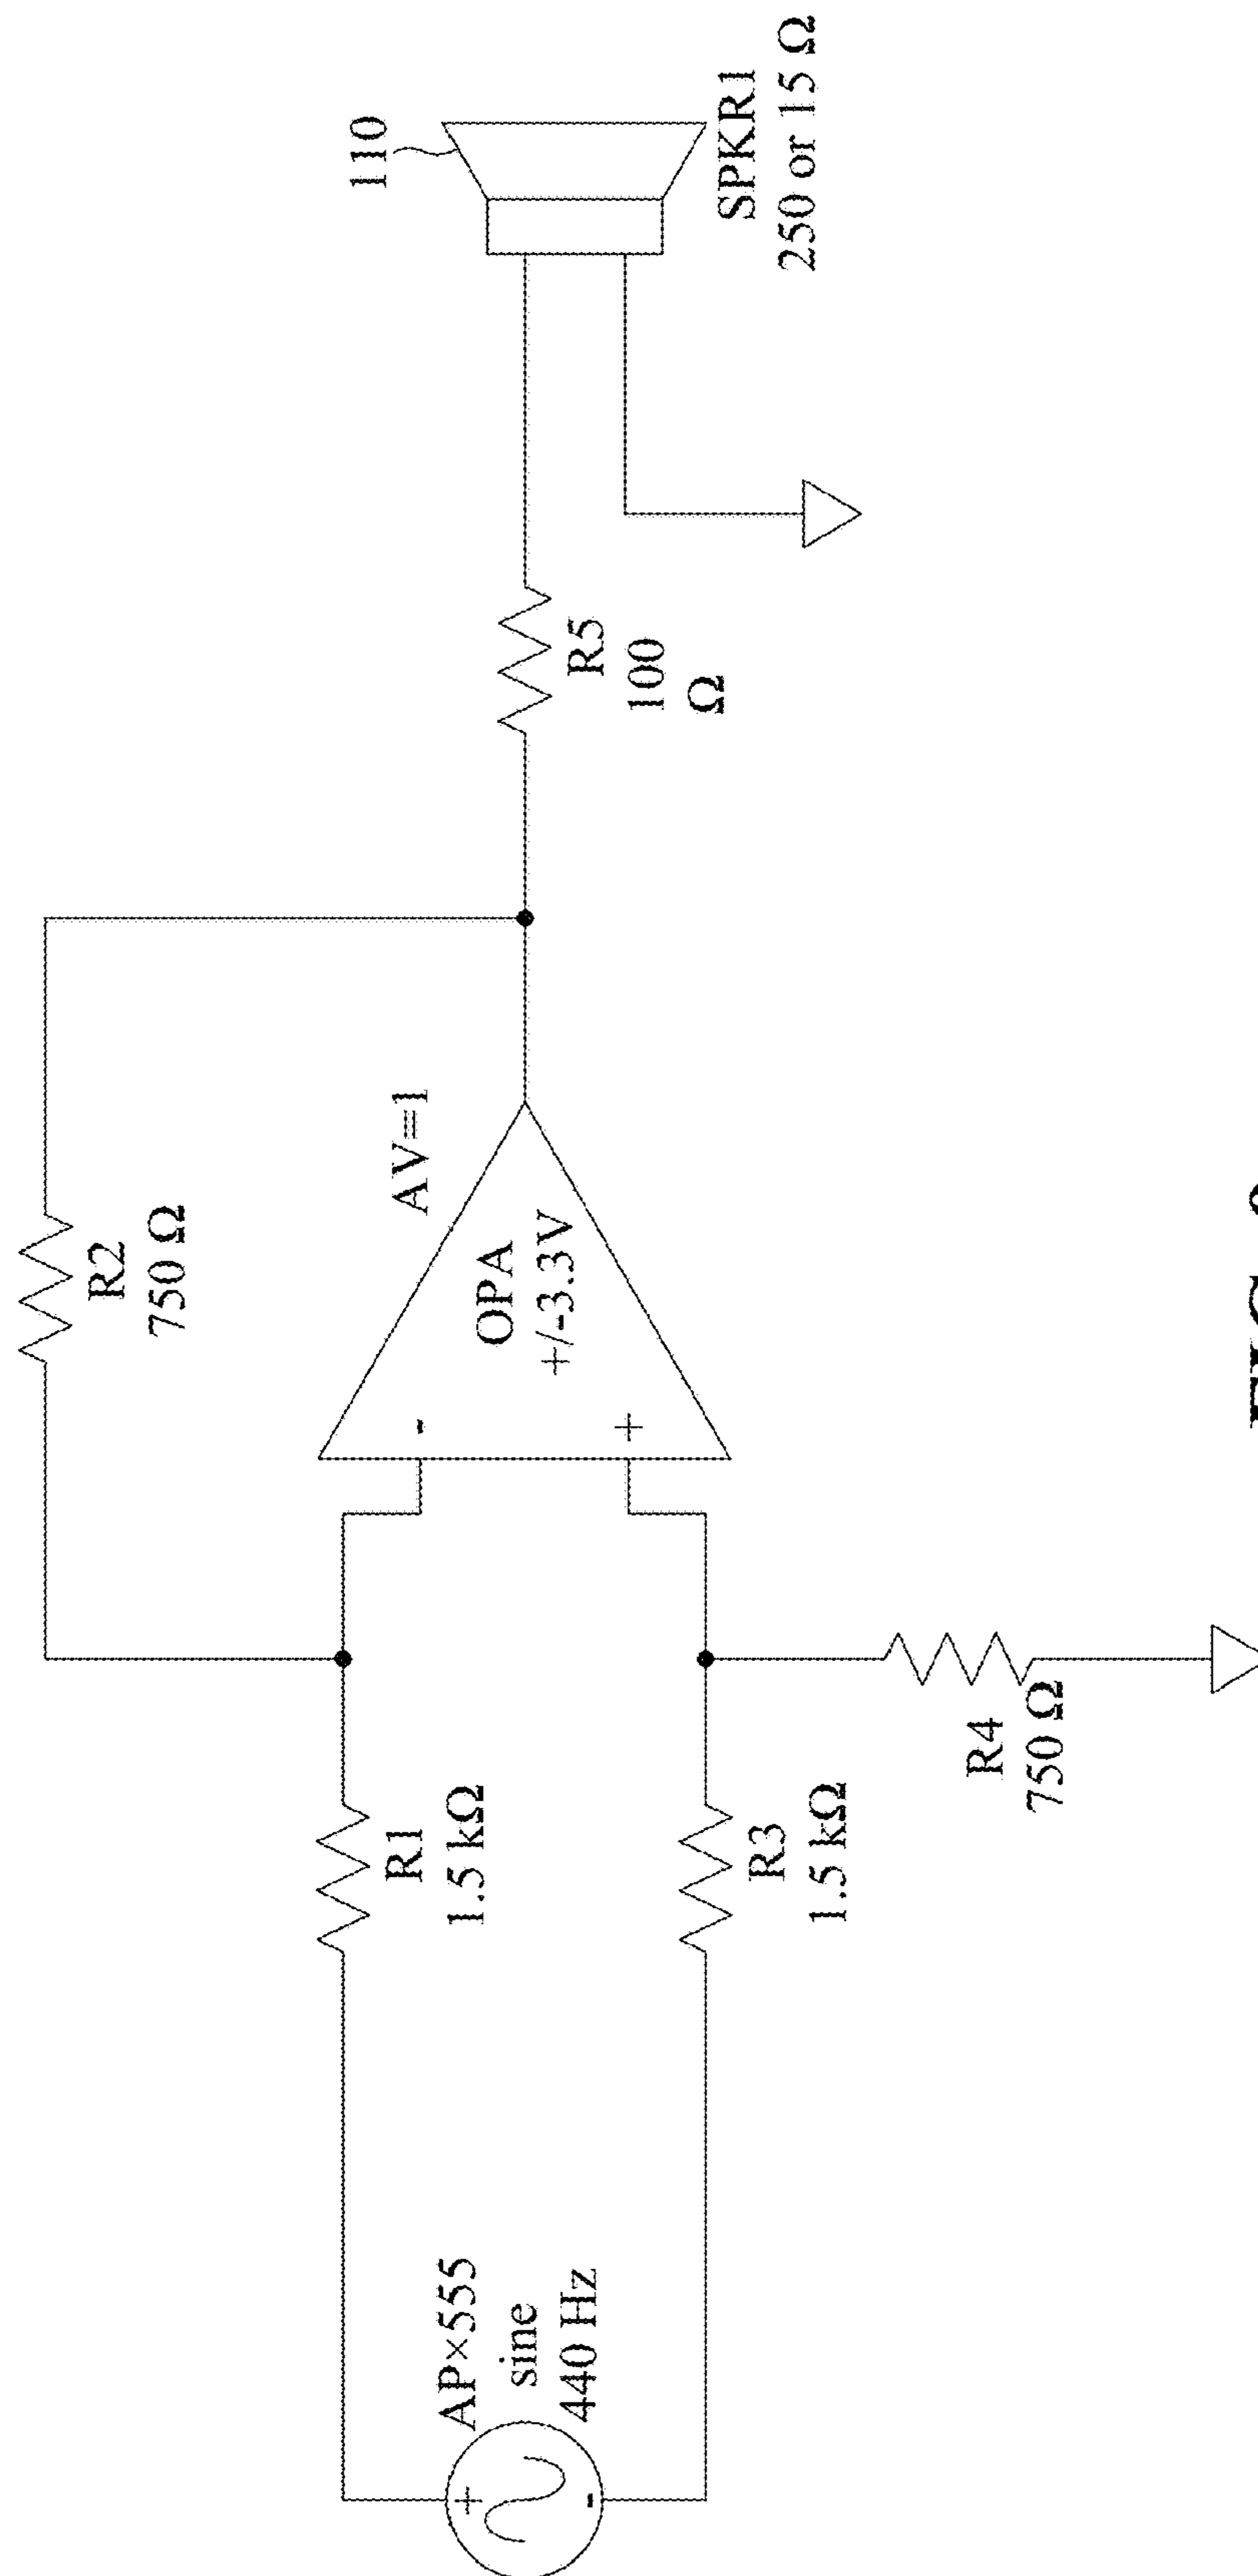 R2
750 Ω
110
AV=1
AP×555
sine
440 Hz
R1
1.5 kΩ
-
OPA
+/-3.3V
+
R5
100
Ω
SPKR1
250 or 15 Ω
+
-
R3
1.5 kΩ
R4
750 Ω